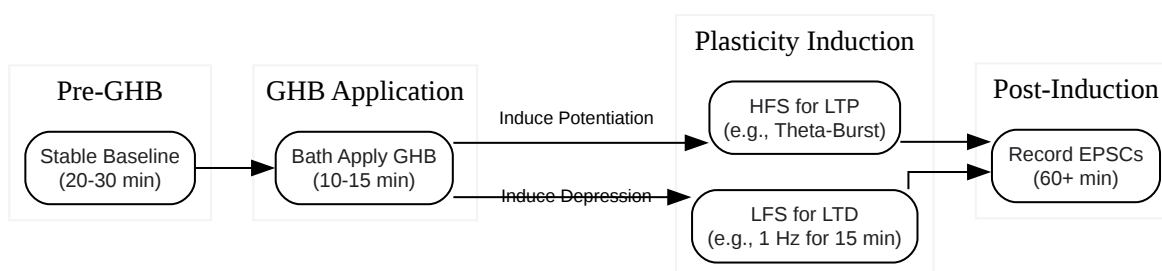 Pre-GHB
Stable Baseline
(20-30 min)
GHB Application
Bath Apply GHB
(10-15 min)
Induce Potentiation
Induce Depression
Plasticity Induction
HFS for LTP
(e.g., Theta-Burst)
LFS for LTD
(e.g., 1 Hz for 15 min)
Post-Induction
Record EPSCs
(60+ min)